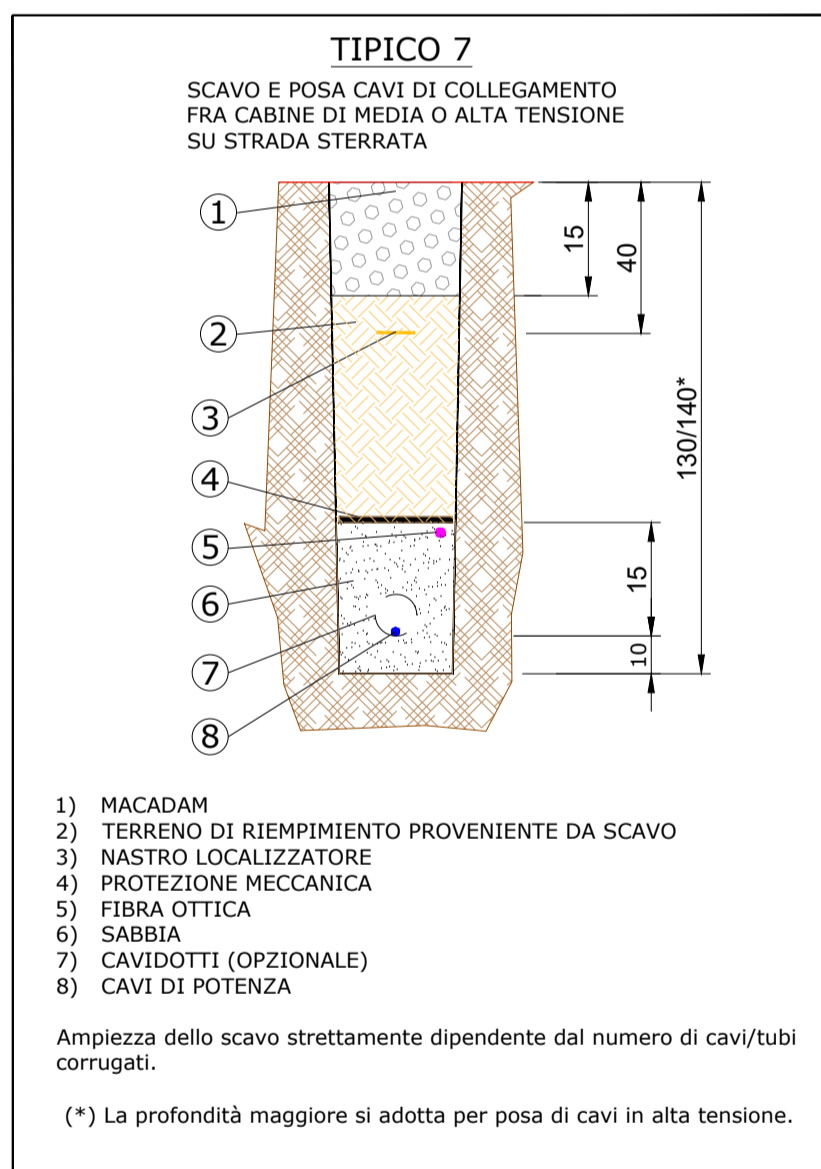 TIPICO 7
SCAVO E POSA CAVI DI COLLEGAMENTO
FRA CABINE DI MEDIA O ALTA TENSIONE
SU STRADA STERRATA
1
15
40
2
130/140*
3
4
5
15
6
10
7
8
1) MACADAM
2) TERRENO DI RIEMPIMENTO PROVENIENTE DA SCAVO
3) NASTRO LOCALIZZATORE
4) PROTEZIONE MECCANICA
5) FIBRA OTTICA
6) SABBIA
7) CAVIDOTTI (OPZIONALE)
8) CAVI DI POTENZA
Ampiezza dello scavo strettamente dipendente dal numero di cavi/tubi
corrugati.
(*) La profondità maggiore si adotta per posa di cavi in alta tensione.